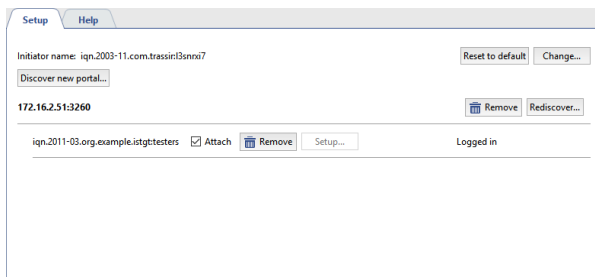 Setup Help
Initiator name: iqn.2003-11.com.trassir:l3snnxi7 Reset to default Change...
Discover new portal...
172.16.2.51:3260 Remove Rediscover...
iqn.2011-03.org.example.istgt:testers Attach Remove Setup... Logged in